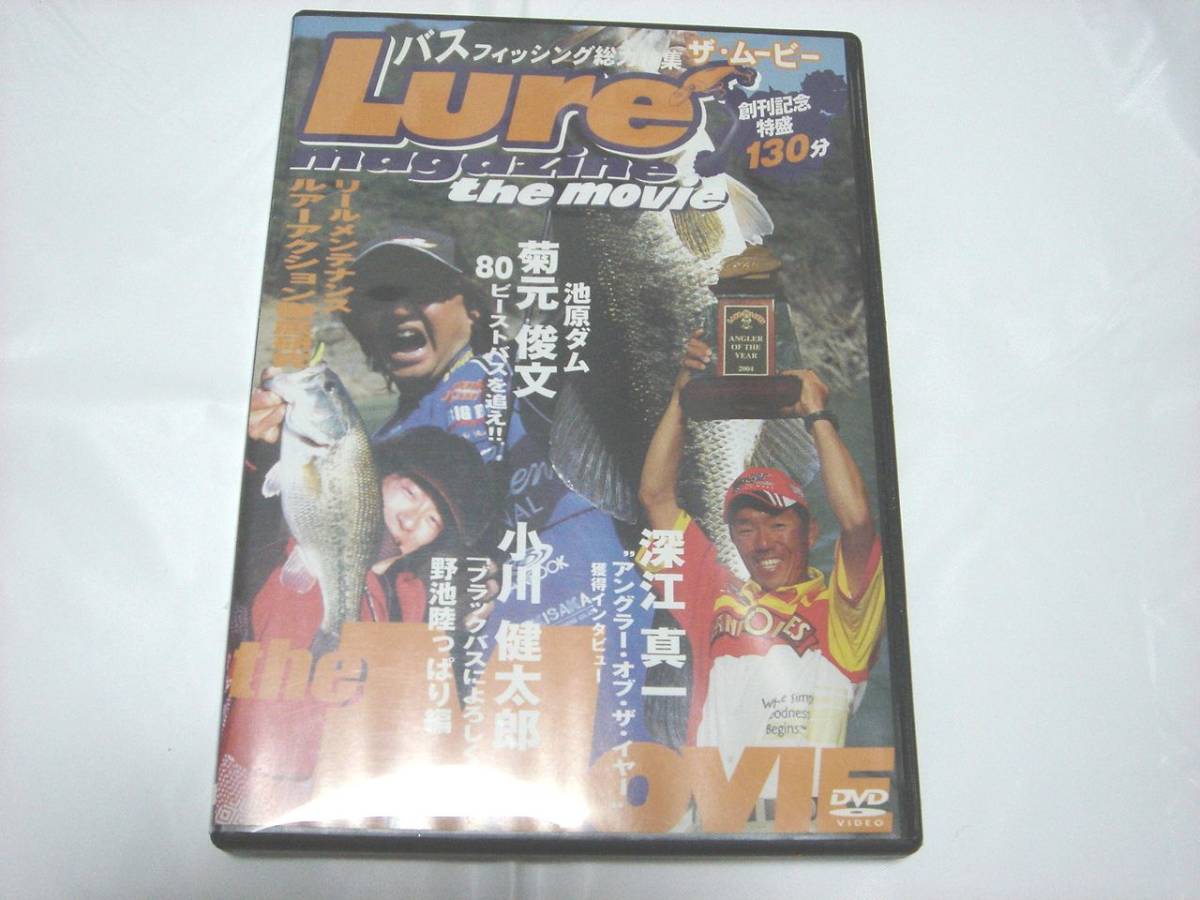 バスフィッシング総力特集 ザ・ムービー
Lure
magazine
the movie
創刊記念
特盛
130分
リールメンテナンス
ルアーアクション
池原ダム
菊元 俊文
80ビーストバスを追え!!
ANGLER
OF THE
YEAR
2004
深江 真一
"アングラー・オブ・ザ・イヤー"
獲得インタビュー
小川 健太郎
「ブラックバスによろしく」
野池陸っぱり編
NAL
OOK
ISAKA
Begins.
the
MOVIE
DVD
VIDEO